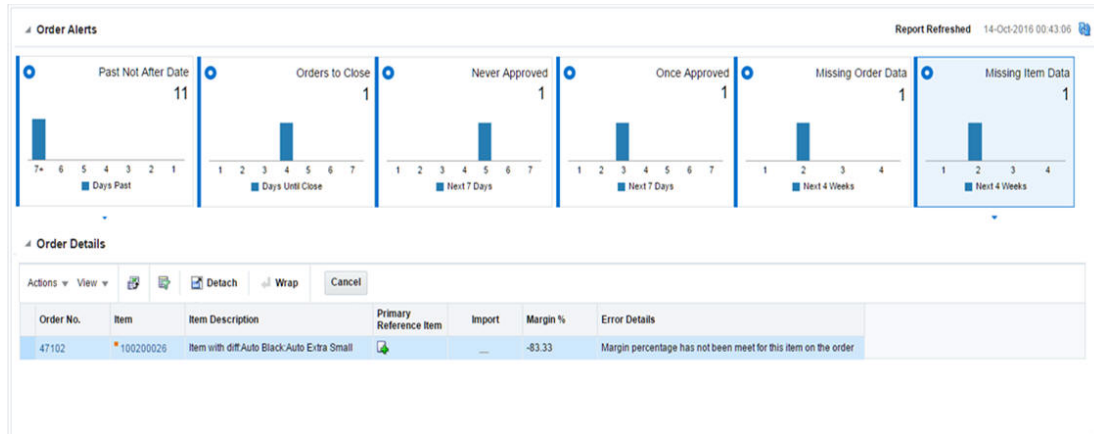 Order Alerts
Report Refreshed 14-Oct-2016 00:43:06
Past Not After Date
11
7+ 6 5 4 3 2 1
Days Past
Orders to Close
1
1 2 3 4 5 6 7
Days Until Close
Never Approved
1
1 2 3 4 5 6 7
Next 7 Days
Once Approved
1
1 2 3 4 5 6 7
Next 7 Days
Missing Order Data
1
1 2 3 4
Next 4 Weeks
Missing Item Data
1
1 2 3 4
Next 4 Weeks
Order Details
Actions View Detach Wrap Cancel
Order No. Item Item Description Primary Reference Item Import Margin % Error Details
47102 100200026 Item with diff:Auto Black:Auto Extra Small __ -83.33 Margin percentage has not been meet for this item on the order